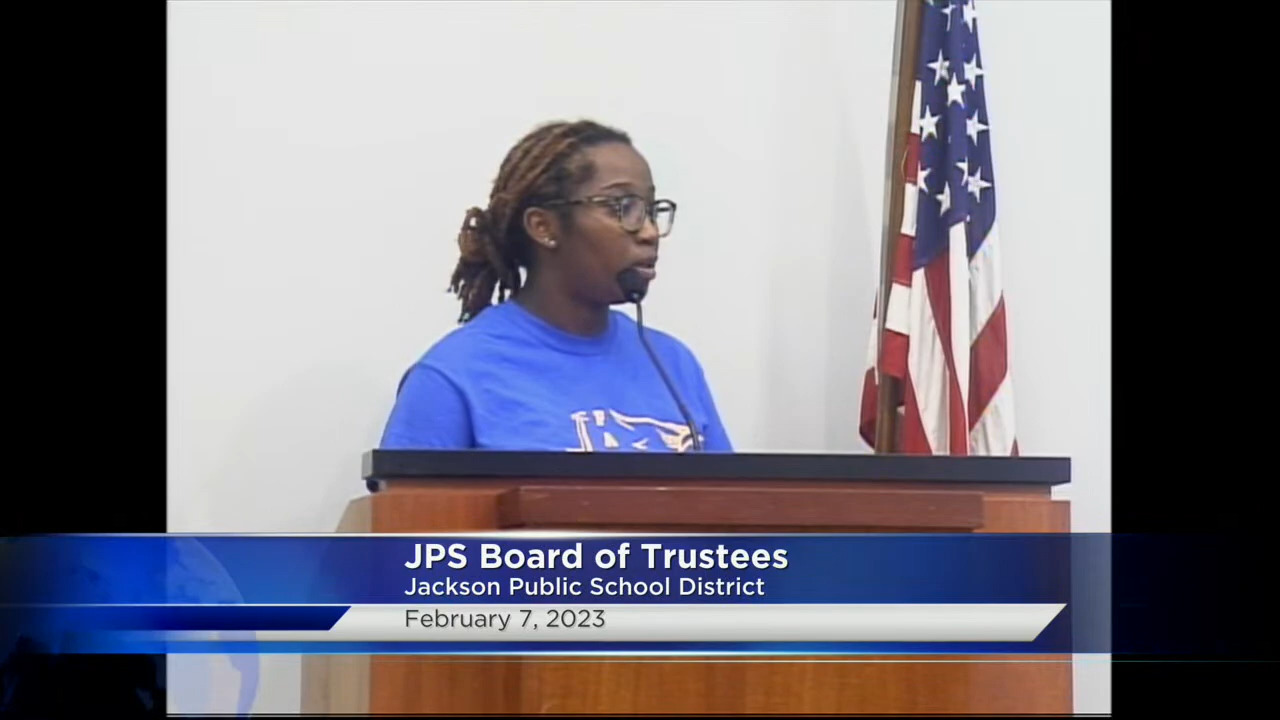 JPS Board of Trustees
Jackson Public School District
February 7, 2023